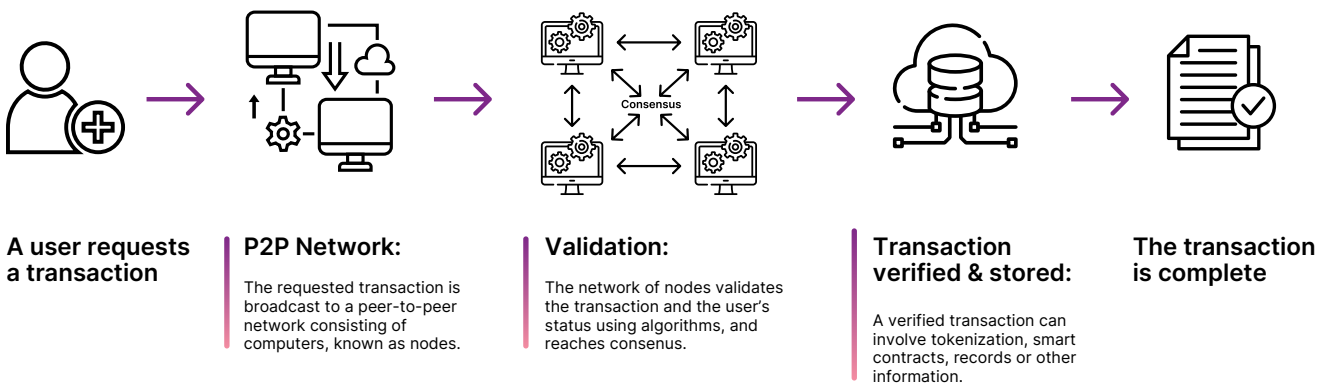 Consensus
A user requests
a transaction
P2P Network:
The requested transaction is
broadcast to a peer-to-peer
network consisting of
computers, known as nodes.
Validation:
The network of nodes validates
the transaction and the user’s
status using algorithms, and
reaches consenus.
Transaction
verified & stored:
A verified transaction can
involve tokenization, smart
contracts, records or other
information.
The transaction
is complete